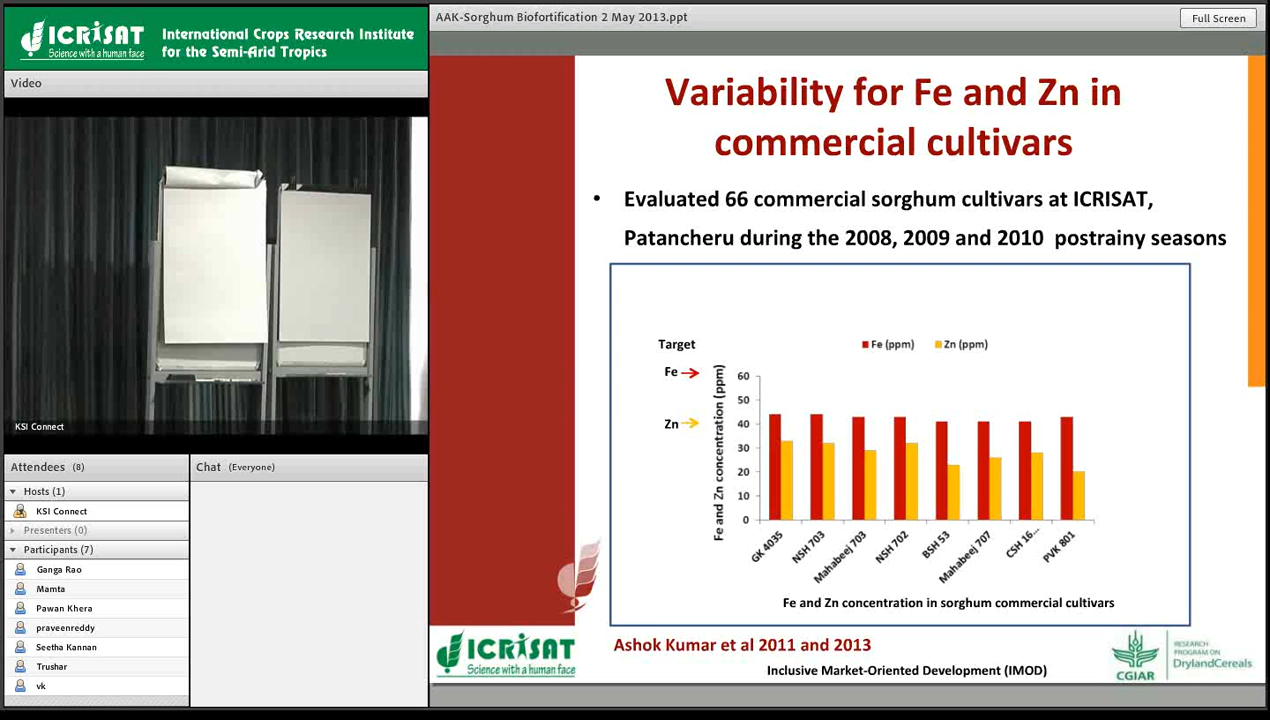 ICRISAT
Science with a human face
International Crops Research Institute
for the Semi-Arid Tropics
Video
KSI Connect
Attendees (8)
Hosts (1)
KSI Connect
Presenters (0)
Participants (7)
Ganga Rao
Mamta
Pawan Khera
praveenreddy
Seetha Kannan
Trushar
vk
Chat (Everyone)
AAK-Sorghum Biofortification 2 May 2013.ppt
Full Screen
Variability for Fe and Zn in
commercial cultivars
• Evaluated 66 commercial sorghum cultivars at ICRISAT,
Patancheru during the 2008, 2009 and 2010 postrainy seasons
Target
Fe
Zn
Fe (ppm) Zn (ppm)
Fe and Zn concentration (ppm)
60
50
40
30
20
10
0
GK 4035
NSH 703
Mahabeej 703
NSH 702
BSH 53
Mahabeej 707
CSH 16...
PVK 801
Fe and Zn concentration in sorghum commercial cultivars
ICRISAT
Science with a human face
Ashok Kumar et al 2011 and 2013
Inclusive Market-Oriented Development (IMOD)
CGIAR
RESEARCH
PROGRAM ON
DrylandCereals